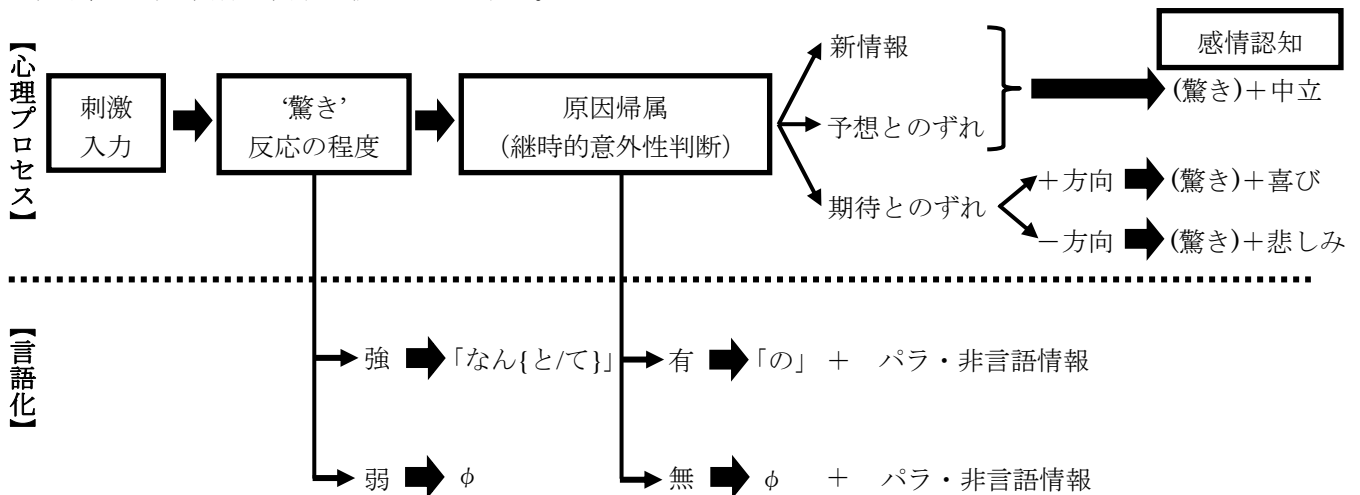 【心理プロセス】
刺激
入力
‘驚き’
反応の程度
原因帰属
（継時的意外性判断）
新情報
予想とのずれ
期待とのずれ
＋方向
－方向
感情認知
(驚き)＋中立
(驚き)＋喜び
(驚き)＋悲しみ
【言語化】
強
「なん{と/て}」
有
「の」 ＋ パラ・非言語情報
弱
φ
無
φ ＋ パラ・非言語情報